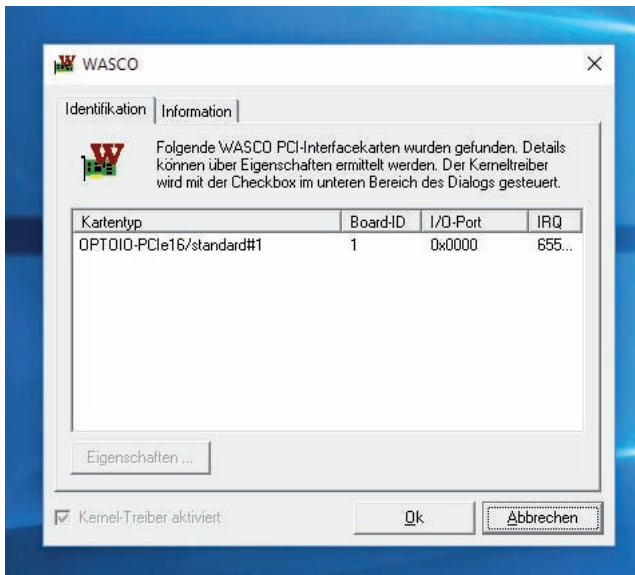 WASCO
Identifikation
Information
Folgende WASCO PCI-Interfacekarten wurden gefunden. Details
können über Eigenschaften ermittelt werden. Der Kerneltreiber
wird mit der Checkbox im unteren Bereich des Dialogs gesteuert.
Kartentyp Board-ID I/O-Port IRQ
OPTOIO-PCIe16/standard#1 1 0x0000 655...
Eigenschaften ...
Kernel-Treiber aktiviert
Ok
Abbrechen